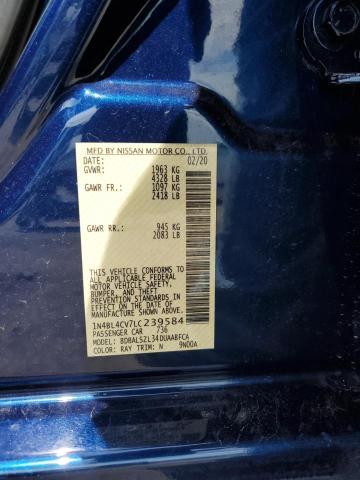 MFD BY NISSAN MOTOR CO., LTD.
DATE: 02/20
GVWR: 1963 KG
4328 LB
GAWR FR.: 1097 KG
2418 LB
GAWR RR.: 945 KG
2083 LB
THIS VEHICLE CONFORMS TO ALL
APPLICABLE FEDERAL MOTOR
VEHICLE SAFETY,
BUMPER, AND THEFT
PREVENTION STANDARDS
IN EFFECT ON THE DATE OF
MANUFACTURE SHOWN ABOVE.
1N4BL4CV7LC239584
PASSENGER CAR 736
MODEL: BDBALSZL34DUAABFCA
COLOR: RAY TRIM: N 9NDOA